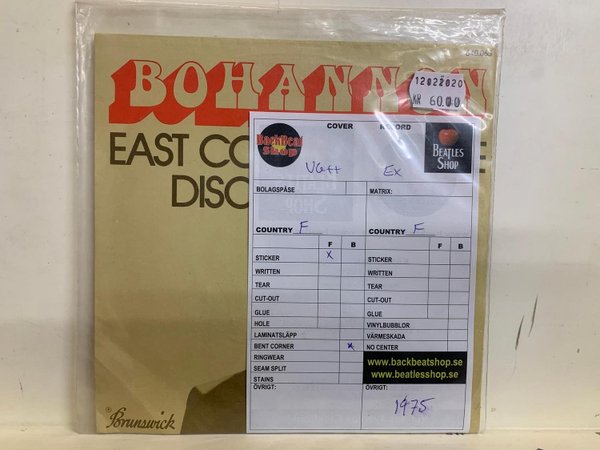 BOHANNON
12022020
KR 60.00
EAST CO E
DISC
COVER RECORD
BackBeat
Shop
BEATLES
SHOP
VG++ Ex
BOLAGSPÅSE MATRIX:
COUNTRY F COUNTRY F
F B F B
STICKER X STICKER
WRITTEN WRITTEN
TEAR TEAR
CUT-OUT CUT-OUT
GLUE GLUE
HOLE VINYLBUBBLOR
LAMINATSLÄPP VÄRMESKADA
BENT CORNER x NO CENTER
RINGWEAR
SEAM SPLIT
STAINS
www.backbeatshop.se
www.beatlesshop.se
ÖVRIGT: ÖVRIGT:
1975
® Brunswick